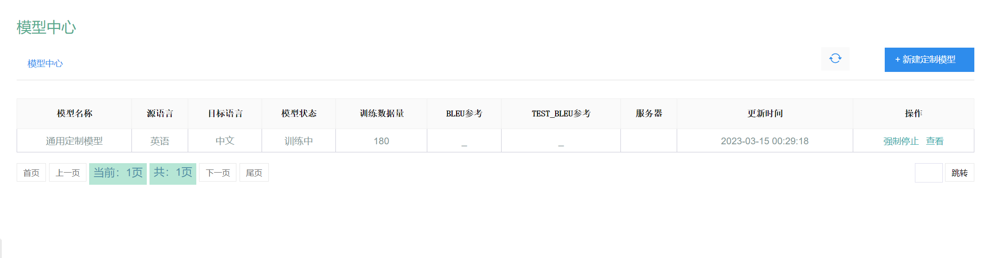 模型中心
模型中心
+ 新建定制模型
模型名称 源语言 目标语言 模型状态 训练数据量 BLEU参考 TEST_BLEU参考 服务器 更新时间 操作
通用定制模型 英语 中文 训练中 180 _ _ 2023-03-15 00:29:18 强制停止 查看
首页 上一页 当前：1页 共：1页 下一页 尾页 跳转